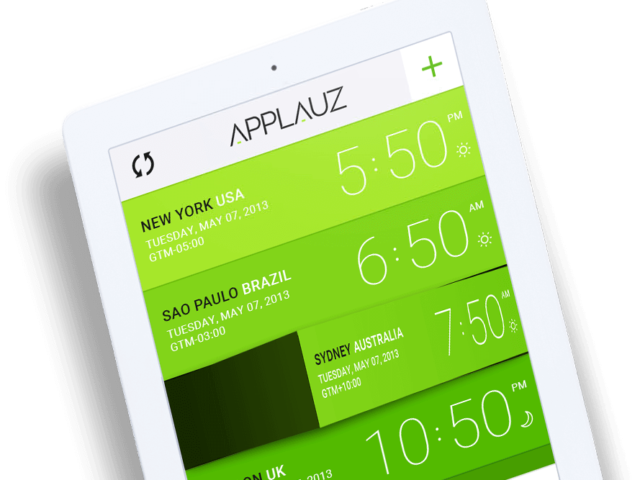 APPLAUZ
+
NEW YORK USA
TUESDAY, MAY 07, 2013
GTM-05:00
5:50 PM
SAO PAULO BRAZIL
TUESDAY, MAY 07, 2013
GTM-03:00
6:50 AM
SYDNEY AUSTRALIA
TUESDAY, MAY 07, 2013
GTM+10:00
7:50 AM
ON UK
2013
10:50 PM